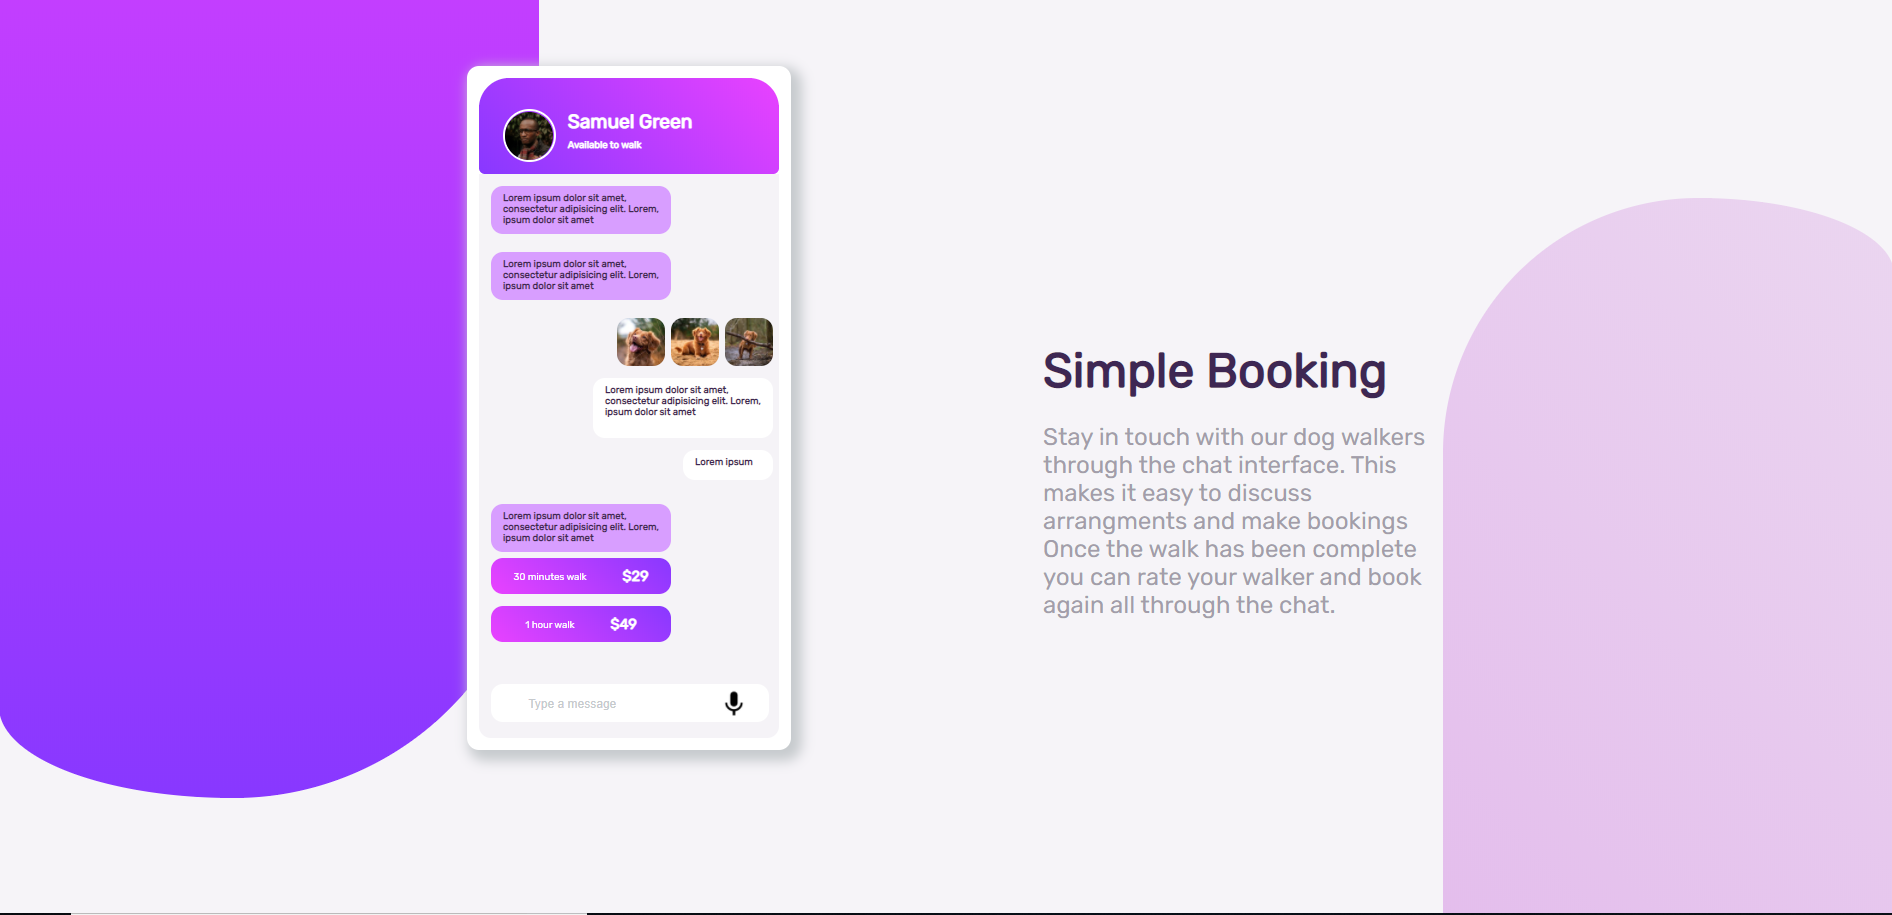 Samuel Green
Available to walk
Lorem ipsum dolor sit amet,
consectetur adipisicing elit. Lorem,
ipsum dolor sit amet
Lorem ipsum dolor sit amet,
consectetur adipisicing elit. Lorem,
ipsum dolor sit amet
Lorem ipsum dolor sit amet,
consectetur adipisicing elit. Lorem,
ipsum dolor sit amet
Lorem ipsum
Lorem ipsum dolor sit amet,
consectetur adipisicing elit. Lorem,
ipsum dolor sit amet
30 minutes walk $29
1 hour walk $49
Type a message
Simple Booking
Stay in touch with our dog walkers
through the chat interface. This
makes it easy to discuss
arrangments and make bookings
Once the walk has been complete
you can rate your walker and book
again all through the chat.